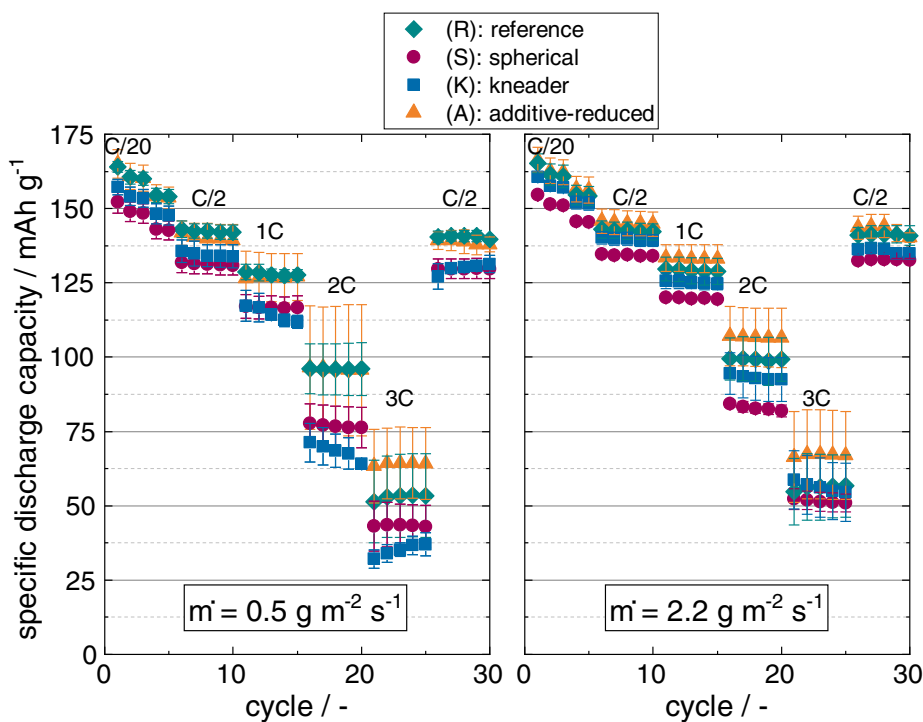 (R): reference
(S): spherical
(K): kneader
(A): additive-reduced
specific discharge capacity / mAh g⁻¹
175
150
125
100
75
50
25
0
C/20
C/2
1C
2C
3C
C/2
ṁ = 0.5 g m⁻² s⁻¹
0 10 20 30
cycle / -
C/20
C/2
1C
2C
3C
C/2
ṁ = 2.2 g m⁻² s⁻¹
0 10 20 30
cycle / -